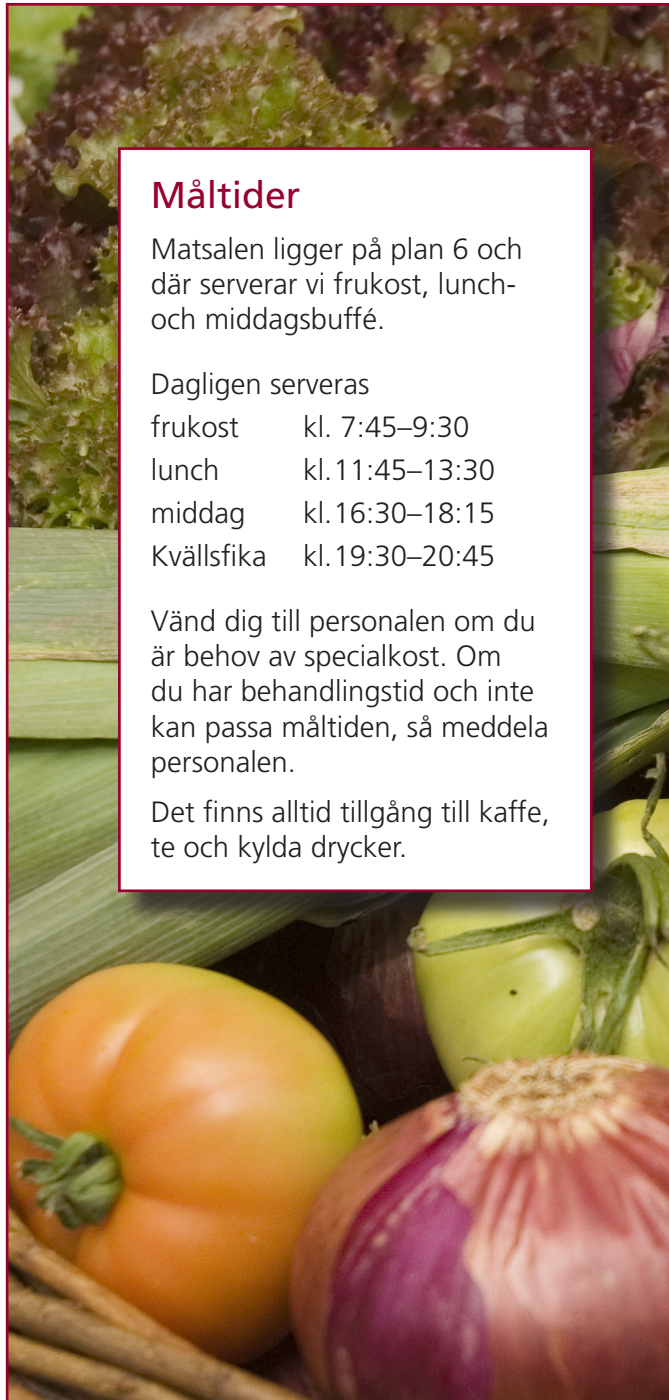 Måltider
Matsalen ligger på plan 6 och
där serverar vi frukost, lunch-
och middagsbuffé.
Dagligen serveras
frukost kl. 7:45–9:30
lunch kl.11:45–13:30
middag kl.16:30–18:15
Kvällsfika kl.19:30–20:45
Vänd dig till personalen om du
är behov av specialkost. Om
du har behandlingstid och inte
kan passa måltiden, så meddela
personalen.
Det finns alltid tillgång till kaffe,
te och kylda drycker.